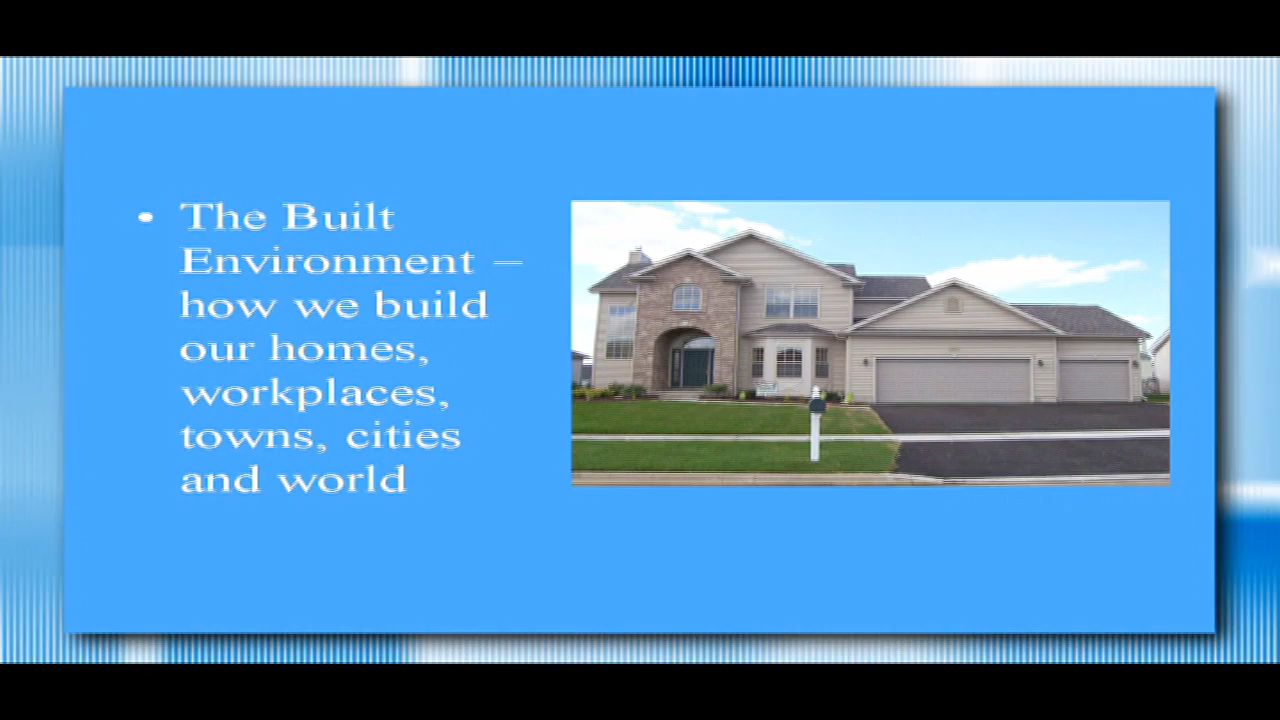 • The Built
Environment –
how we build
our homes,
workplaces,
towns, cities
and world